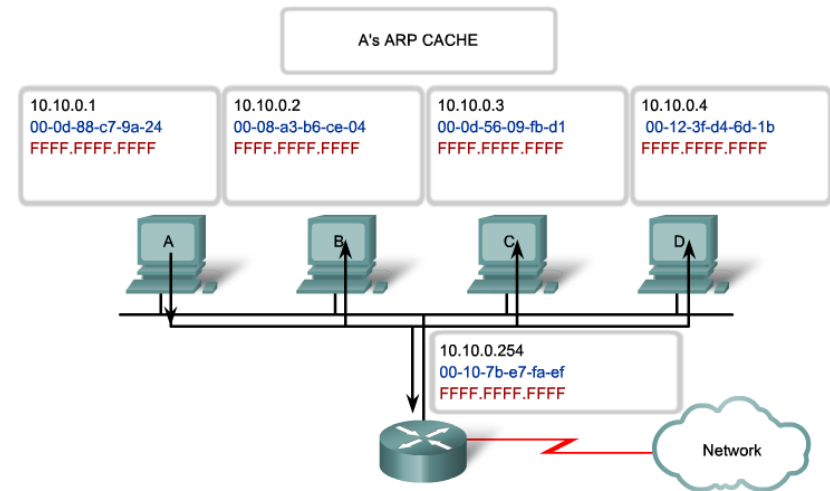 A's ARP CACHE
10.10.0.1
00-0d-88-c7-9a-24
FFFF.FFFF.FFFF
10.10.0.2
00-08-a3-b6-ce-04
FFFF.FFFF.FFFF
10.10.0.3
00-0d-56-09-fb-d1
FFFF.FFFF.FFFF
10.10.0.4
00-12-3f-d4-6d-1b
FFFF.FFFF.FFFF
A
B
C
D
10.10.0.254
00-10-7b-e7-fa-ef
FFFF.FFFF.FFFF
Network